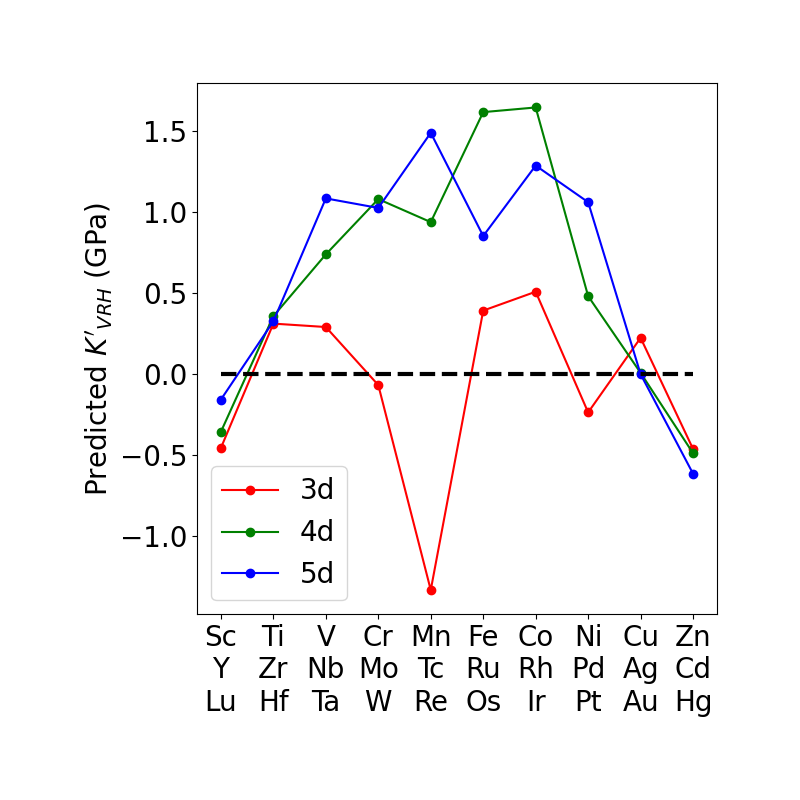 Predicted K'VRH (GPa)
1.5
1.0
0.5
0.0
−0.5
−1.0
3d
4d
5d
Sc Ti V Cr Mn Fe Co Ni Cu Zn
Y Zr Nb Mo Tc Ru Rh Pd Ag Cd
Lu Hf Ta W Re Os Ir Pt Au Hg